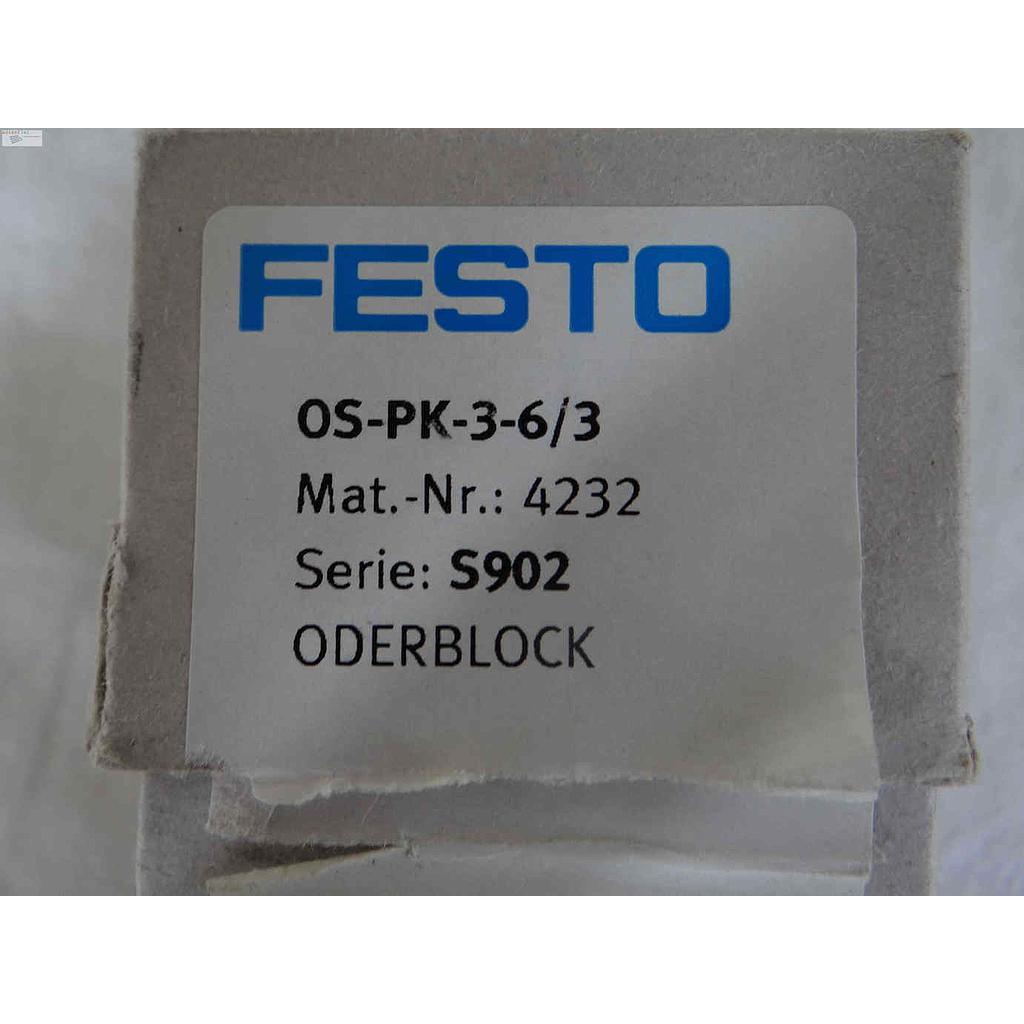 FESTO
OS-PK-3-6/3
Mat.-Nr.: 4232
Serie: S902
ODERBLOCK